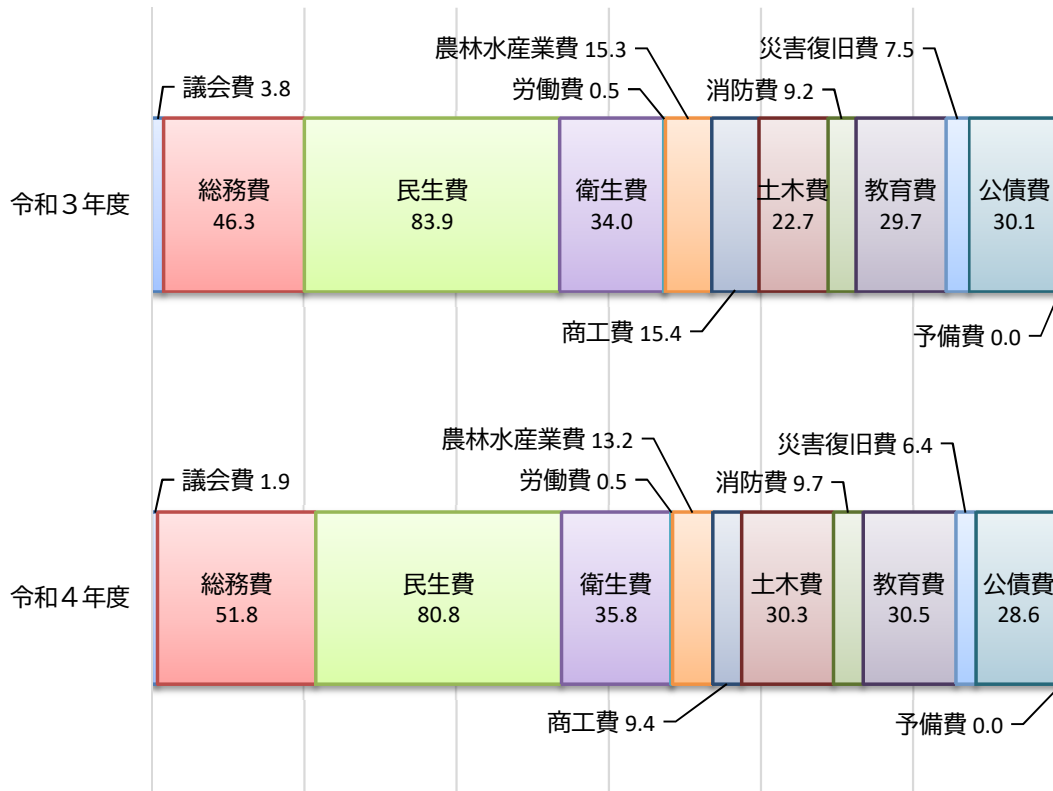 農林水産業費 15.3
災害復旧費 7.5
議会費 3.8
労働費 0.5
消防費 9.2
令和３年度
総務費
46.3
民生費
83.9
衛生費
34.0
土木費
22.7
教育費
29.7
公債費
30.1
商工費 15.4
予備費 0.0
農林水産業費 13.2
災害復旧費 6.4
議会費 1.9
労働費 0.5
消防費 9.7
令和４年度
総務費
51.8
民生費
80.8
衛生費
35.8
土木費
30.3
教育費
30.5
公債費
28.6
商工費 9.4
予備費 0.0